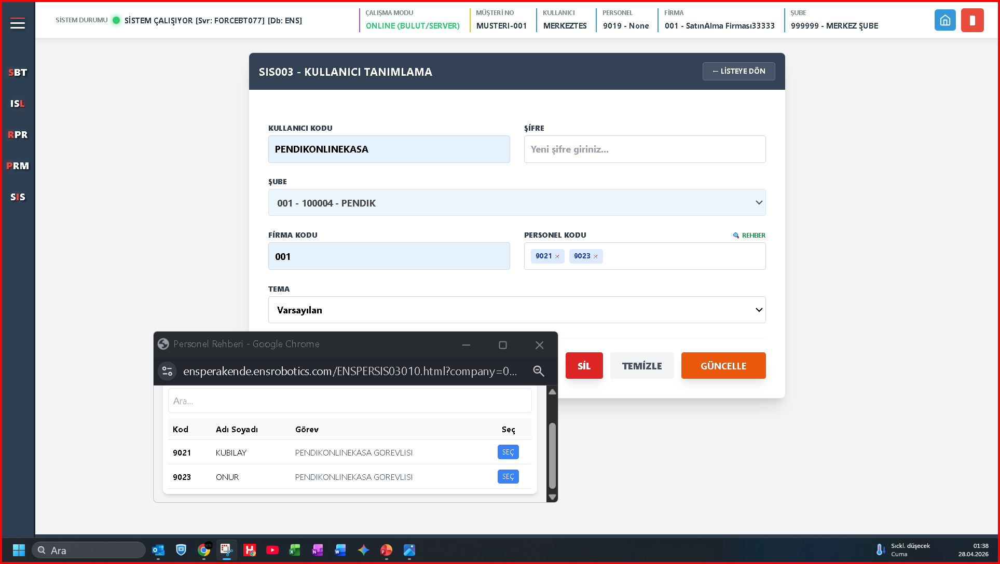 SİSTEM DURUMU SİSTEM ÇALIŞIYOR [Svr: FORCEBT077] [Db: ENS]
ÇALIŞMA MODU
ONLINE (BULUT/SERVER)
MÜŞTERİ NO
MUSTERI-001
KULLANICI
MERKEZTES
PERSONEL
9019 - None
FİRMA
001 - SatınAlma Firması33333
ŞUBE
999999 - MERKEZ ŞUBE
SBT
ISL
RPR
PRM
SIS
SIS003 - KULLANICI TANIMLAMA
← LİSTEYE DÖN
KULLANICI KODU
PENDIKONLINEKASA
ŞİFRE
Yeni şifre giriniz...
ŞUBE
001 - 100004 - PENDIK
FİRMA KODU
001
PERSONEL KODU
REHBER
9021 × 9023 ×
TEMA
Varsayılan
SİL
TEMİZLE
GÜNCELLE
Personel Rehberi - Google Chrome
ensperakende.ensrobotics.com/ENSPERSIS03010.html?company=0...
Ara...
Kod Adı Soyadı Görev Seç
9021 KUBILAY PENDIKONLINEKASA GOREVLISI SEÇ
9023 ONUR PENDIKONLINEKASA GOREVLISI SEÇ
Ara
Sıckl. düşecek
Cuma
01:38
28.04.2026